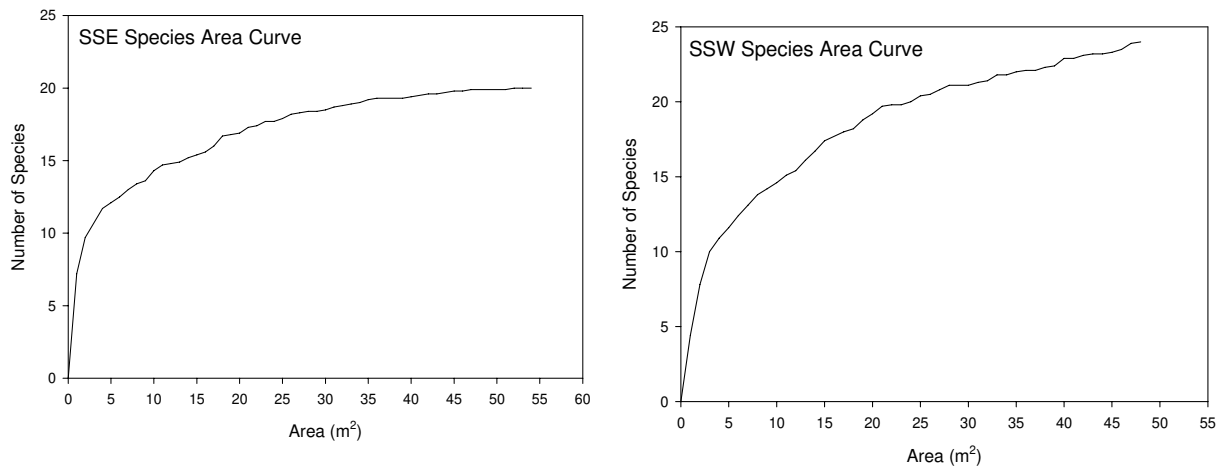 SSE Species Area Curve
Number of Species
25
20
15
10
5
0
0 5 10 15 20 25 30 35 40 45 50 55 60
Area (m²)
SSW Species Area Curve
Number of Species
25
20
15
10
5
0
0 5 10 15 20 25 30 35 40 45 50 55
Area (m²)